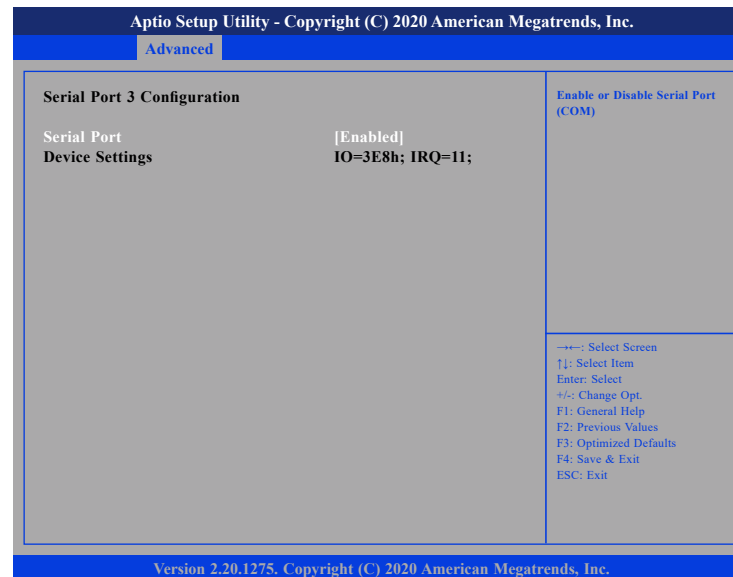 Aptio Setup Utility - Copyright (C) 2020 American Megatrends, Inc.
Advanced
Serial Port 3 Configuration
Serial Port [Enabled]
Device Settings IO=3E8h; IRQ=11;
Enable or Disable Serial Port
(COM)
→←: Select Screen
↑↓: Select Item
Enter: Select
+/-: Change Opt.
F1: General Help
F2: Previous Values
F3: Optimized Defaults
F4: Save & Exit
ESC: Exit
Version 2.20.1275. Copyright (C) 2020 American Megatrends, Inc.